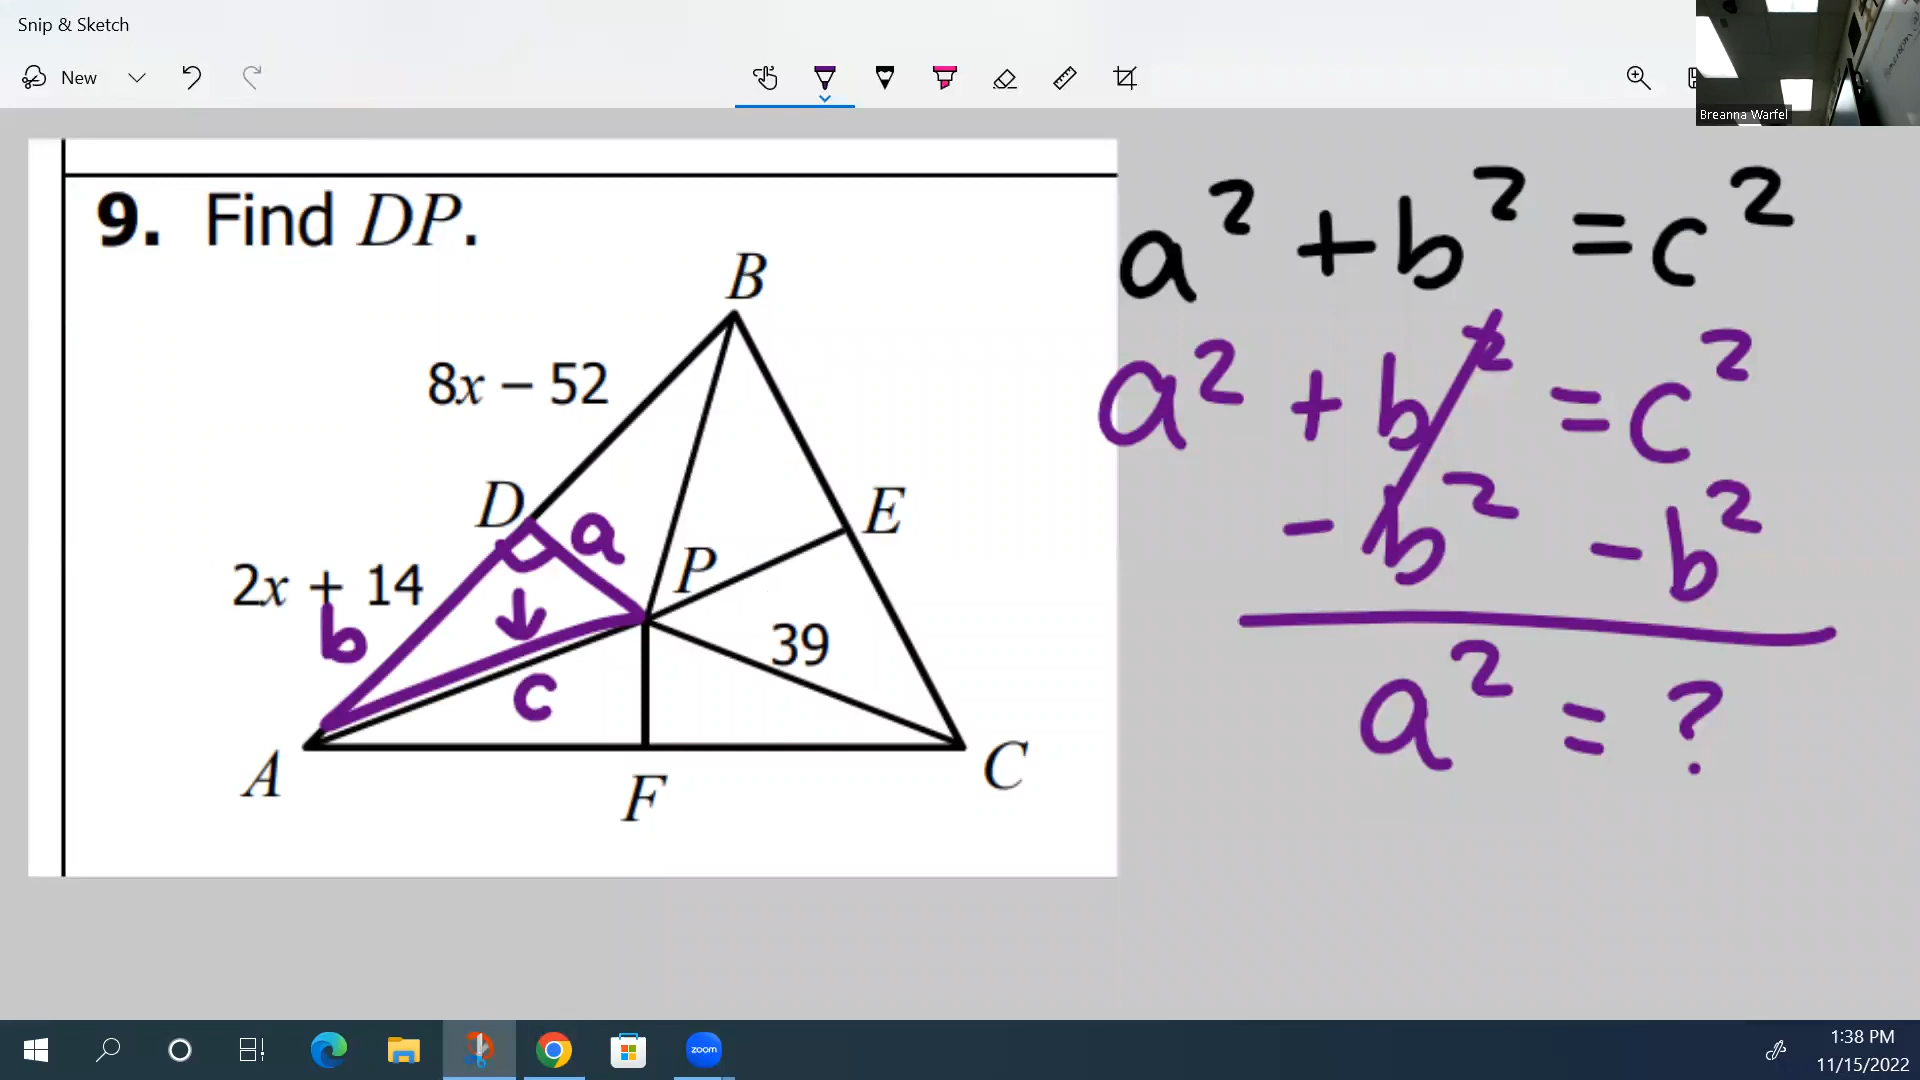 Snip & Sketch
New
Breanna Warfel
9. Find DP.
B
8x – 52
D
a
E
P
2x + 14
b
39
c
A
F
C
a² + b² = c²
a² + b² = c²
- b² - b²
a² = ?
zoom
1:38 PM
11/15/2022